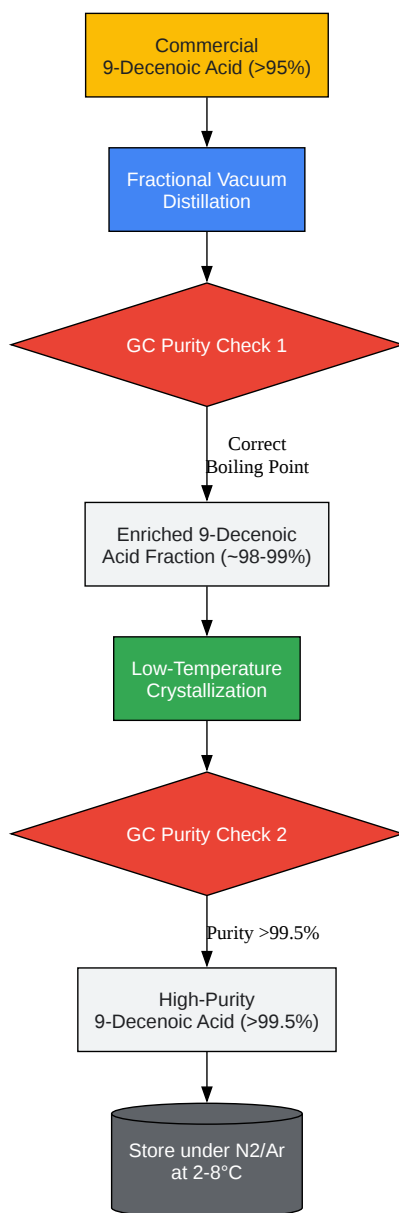 Commercial
9-Decenoic Acid (>95%)
Fractional Vacuum
Distillation
GC Purity Check 1
Correct
Boiling Point
Enriched 9-Decenoic
Acid Fraction (~98-99%)
Low-Temperature
Crystallization
GC Purity Check 2
Purity >99.5%
High-Purity
9-Decenoic Acid (>99.5%)
Store under N2/Ar
at 2-8°C